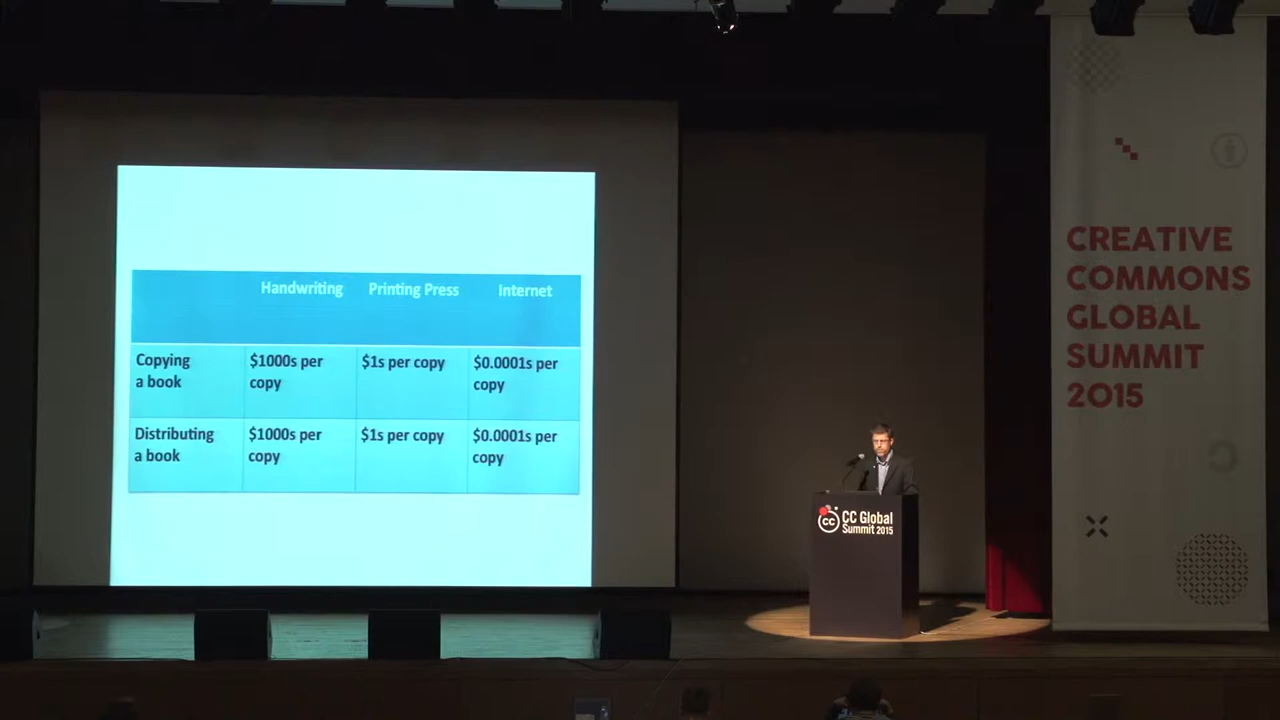 Handwriting Printing Press Internet
Copying a book $1000s per copy $1s per copy $0.0001s per copy
Distributing a book $1000s per copy $1s per copy $0.0001s per copy
CREATIVE
COMMONS
GLOBAL
SUMMIT
2015
cc CC Global
Summit 2015